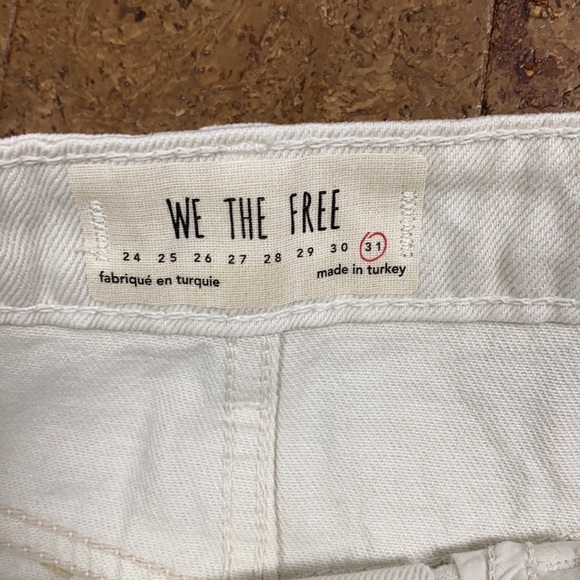 WE THE FREE
24 25 26 27 28 29 30 31
fabriqué en turquie made in turkey